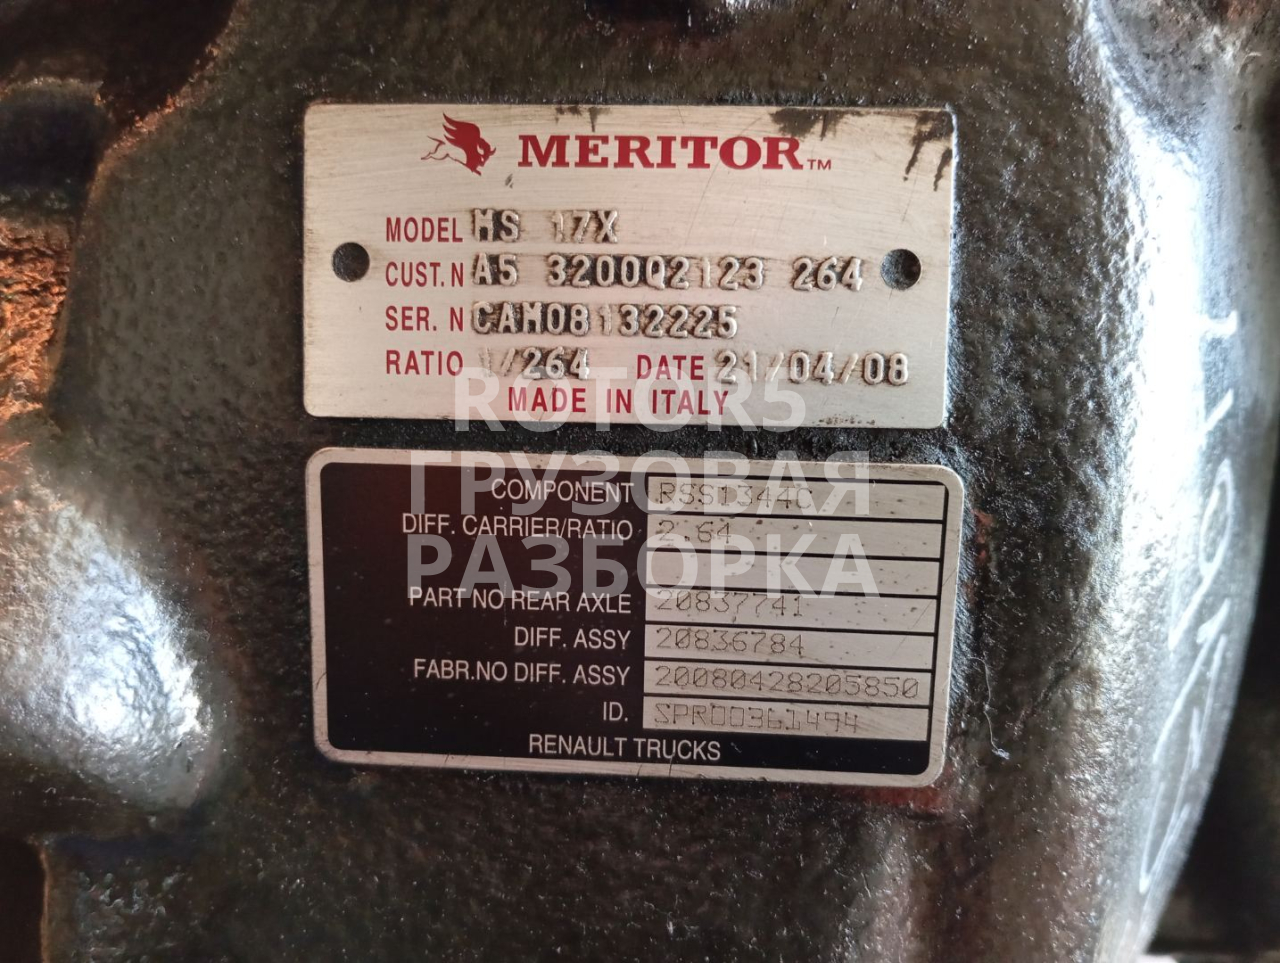 MERITOR™
MODEL MS 17X
CUST. N A5 3200Q2123 264
SER. N CAM08132225
RATIO 1/264 DATE 21/04/08
MADE IN ITALY
ROTOR5
ГРУЗОВАЯ
РАЗБОРКА
COMPONENT RSS1344C
DIFF. CARRIER/RATIO 2.64
PART NO REAR AXLE 20837741
DIFF. ASSY 20836784
FABR.NO DIFF. ASSY 20080428205850
ID. SPR00361494
RENAULT TRUCKS